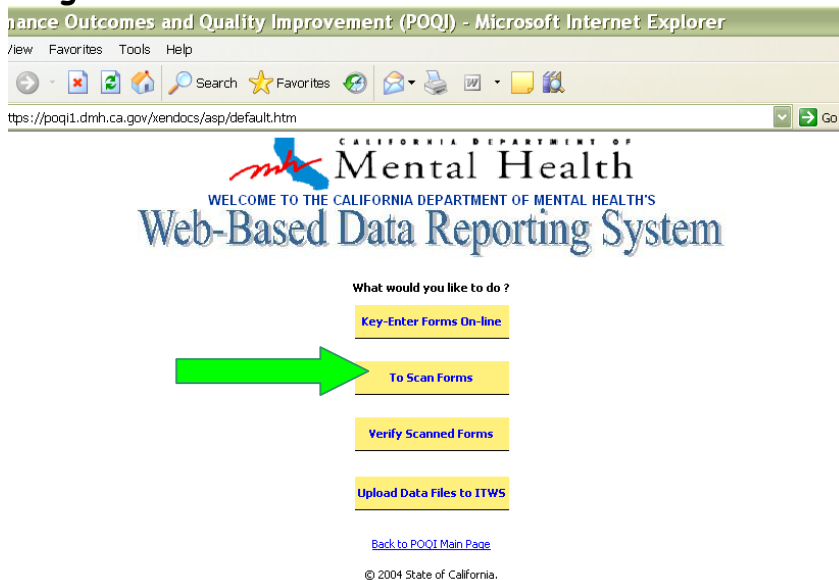 nance Outcomes and Quality Improvement (POQI) - Microsoft Internet Explorer
View Favorites Tools Help
Search Favorites
ttps://poqi1.dmh.ca.gov/xendocs/asp/default.htm Go
CALIFORNIA DEPARTMENT OF
mh Mental Health
WELCOME TO THE CALIFORNIA DEPARTMENT OF MENTAL HEALTH'S
Web-Based Data Reporting System
What would you like to do ?
Key-Enter Forms On-line
To Scan Forms
Verify Scanned Forms
Upload Data Files to ITWS
Back to POQI Main Page
© 2004 State of California.